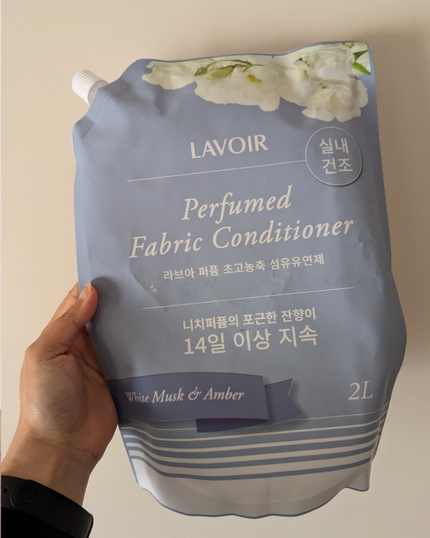 LAVOIR
실내
건조
Perfumed
Fabric Conditioner
라브아 퍼퓸 초고농축 섬유유연제
니치퍼퓸의 포근한 잔향이
14일 이상 지속
White Musk & Amber
2L